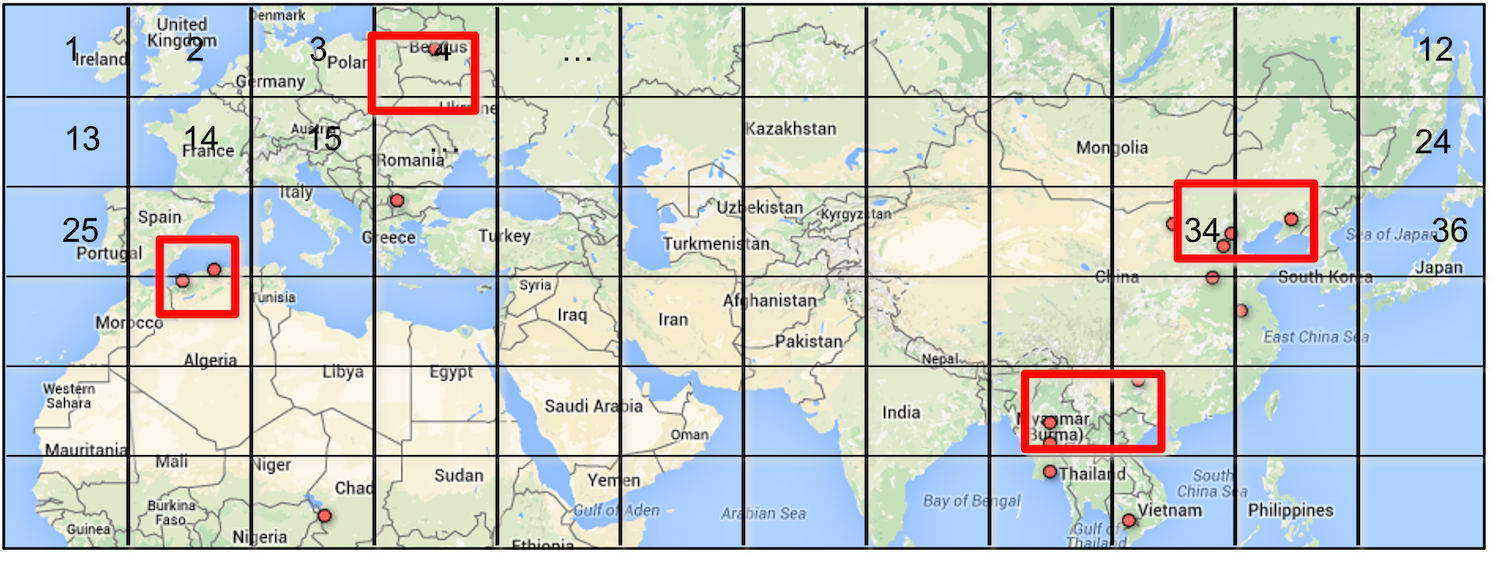 Denmark
United
Kingdom
1
Ireland
2
3
Poland
Belarus
4
...
12
Germany
Ukraine
13
14
France
Austria
15
Romania
...
Kazakhstan
Mongolia
24
Italy
Spain
25
Portugal
Greece
Turkey
Uzbekistan
Kyrgyzstan
Turkmenistan
34
Sea of Japan
36
Japan
China
South Korea
Tunisia
Syria
Morocco
Iraq
Iran
Afghanistan
Pakistan
East China Sea
Algeria
Libya
Egypt
Nepal
Western
Sahara
Saudi Arabia
Oman
India
Myanmar
(Burma)
Mauritania
Mali
Niger
Chad
Sudan
Yemen
Gulf of Aden
Arabian Sea
Bay of Bengal
Thailand
South
China Sea
Burkina
Faso
Guinea
Nigeria
Ethiopia
Gulf of
Thailand
Vietnam
Philippines